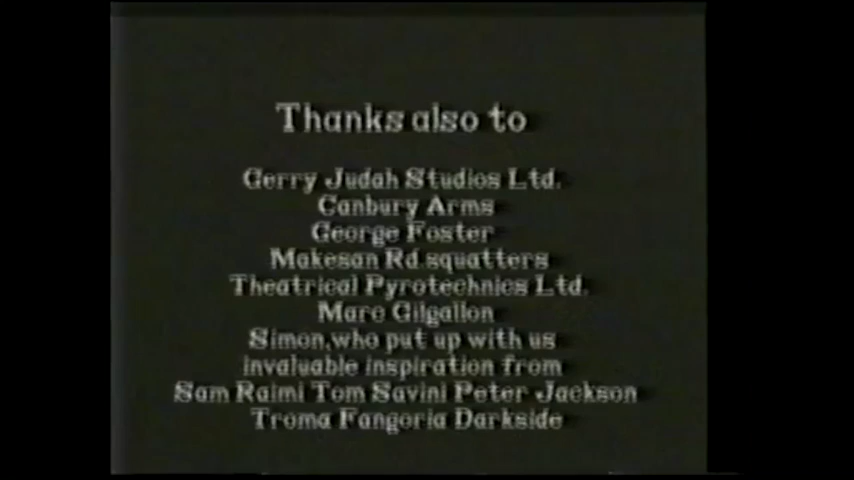 Thanks also to
Gerry Judah Studios Ltd.
Canbury Arms
George Foster
Makesan Rd squatters
Theatrical Pyrotechnics Ltd.
Marc Gilgallon
Simon,who put up with us
invaluable inspiration from
Sam Raimi Tom Savini Peter Jackson
Troma Fangoria Darkside